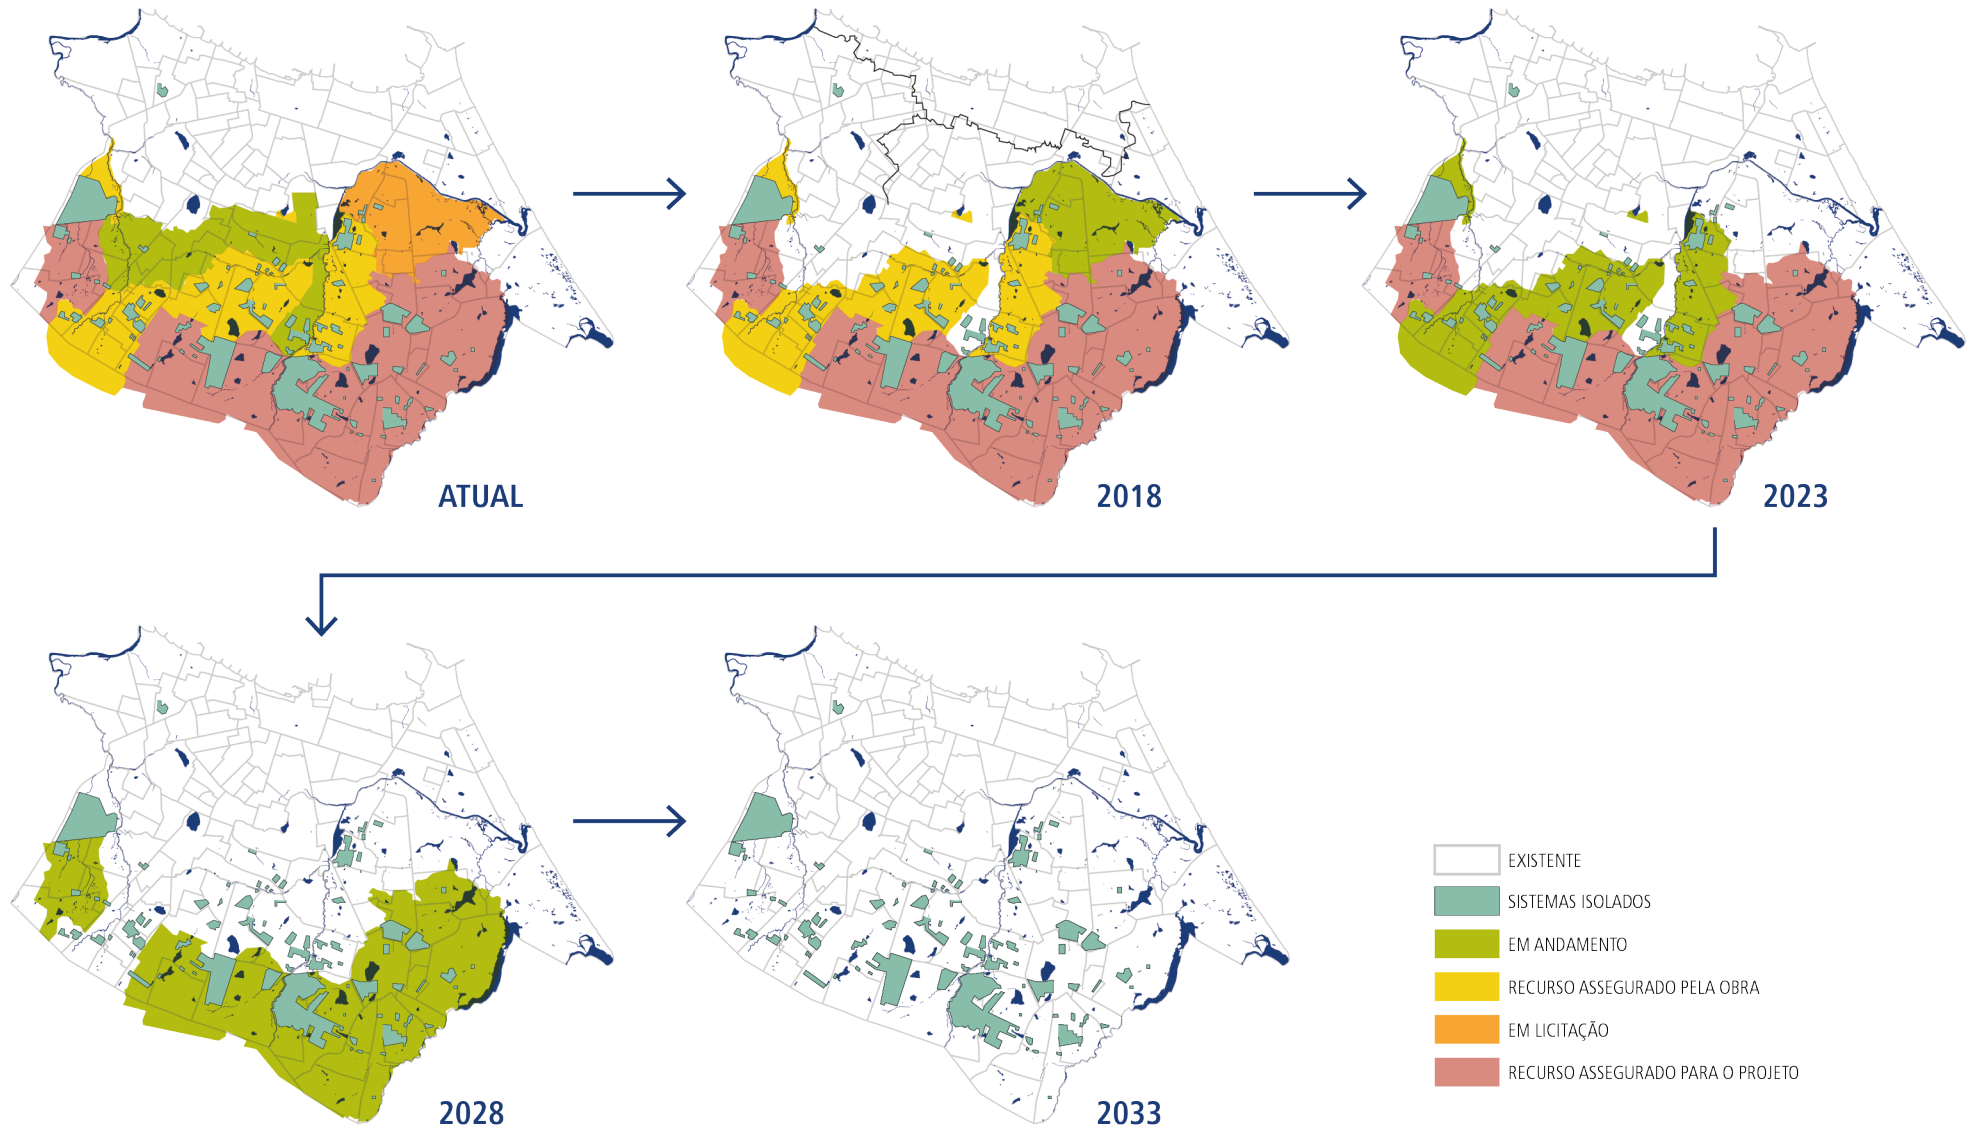 ATUAL
2018
2023
2028
2033
EXISTENTE
SISTEMAS ISOLADOS
EM ANDAMENTO
RECURSO ASSEGURADO PELA OBRA
EM LICITAÇÃO
RECURSO ASSEGURADO PARA O PROJETO